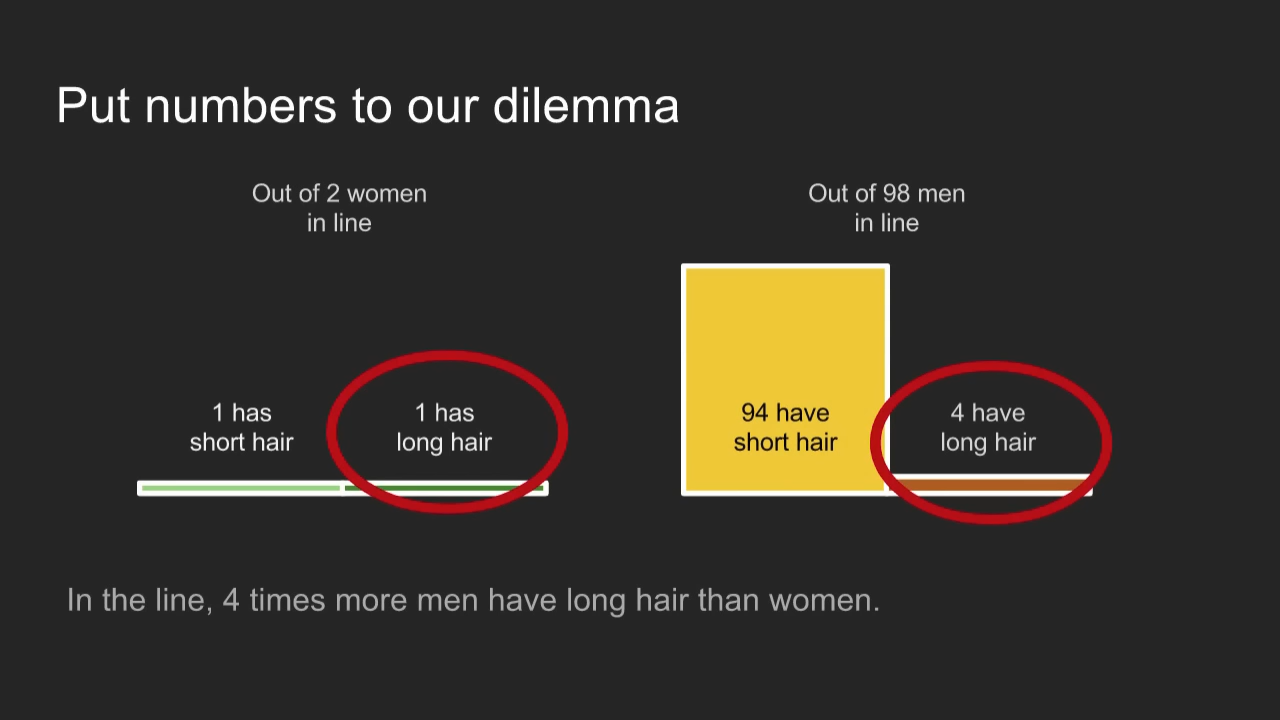 Put numbers to our dilemma
Out of 2 women
in line
Out of 98 men
in line
1 has
short hair
1 has
long hair
94 have
short hair
4 have
long hair
In the line, 4 times more men have long hair than women.